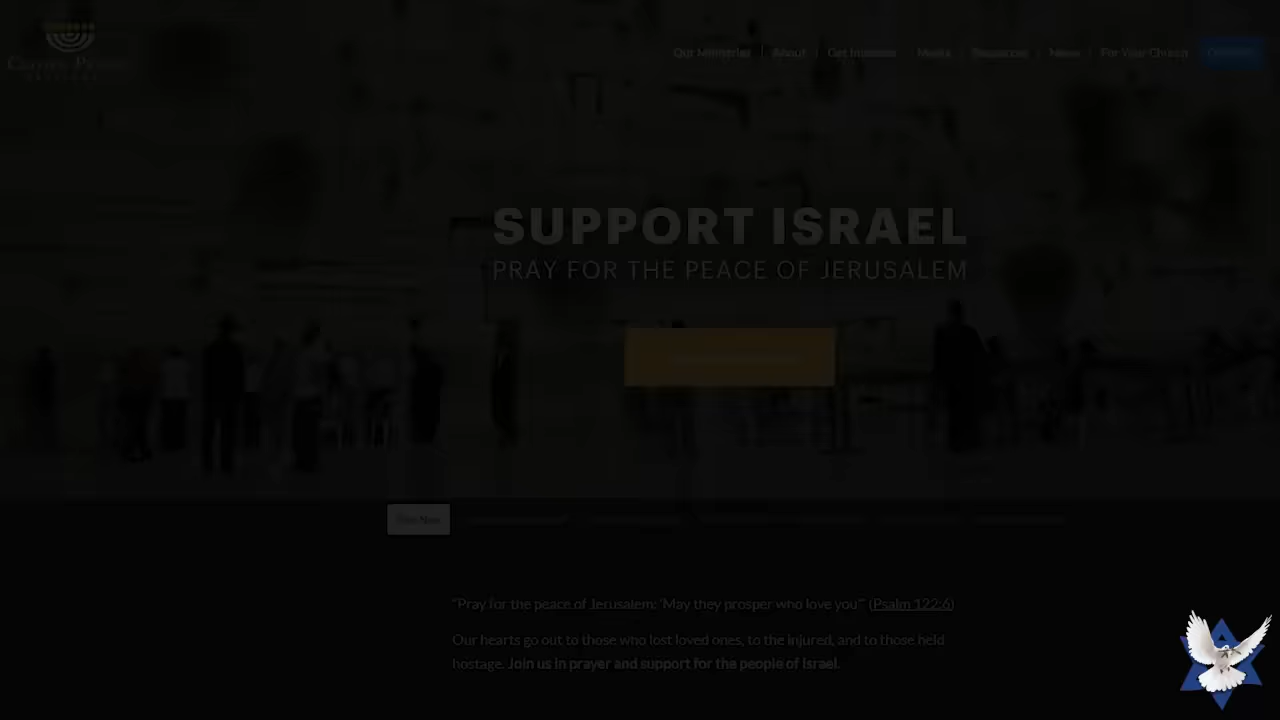 Our Ministries
About
Get Involved
Media
Resources
News
For Your Church
SUPPORT ISRAEL
PRAY FOR THE PEACE OF JERUSALEM
"Pray for the peace of Jerusalem: 'May they prosper who love you'" (Psalm 122:6)
Our hearts go out to those who lost loved ones, to the injured, and to those held
hostage. Join us in prayer and support for the people of Israel.